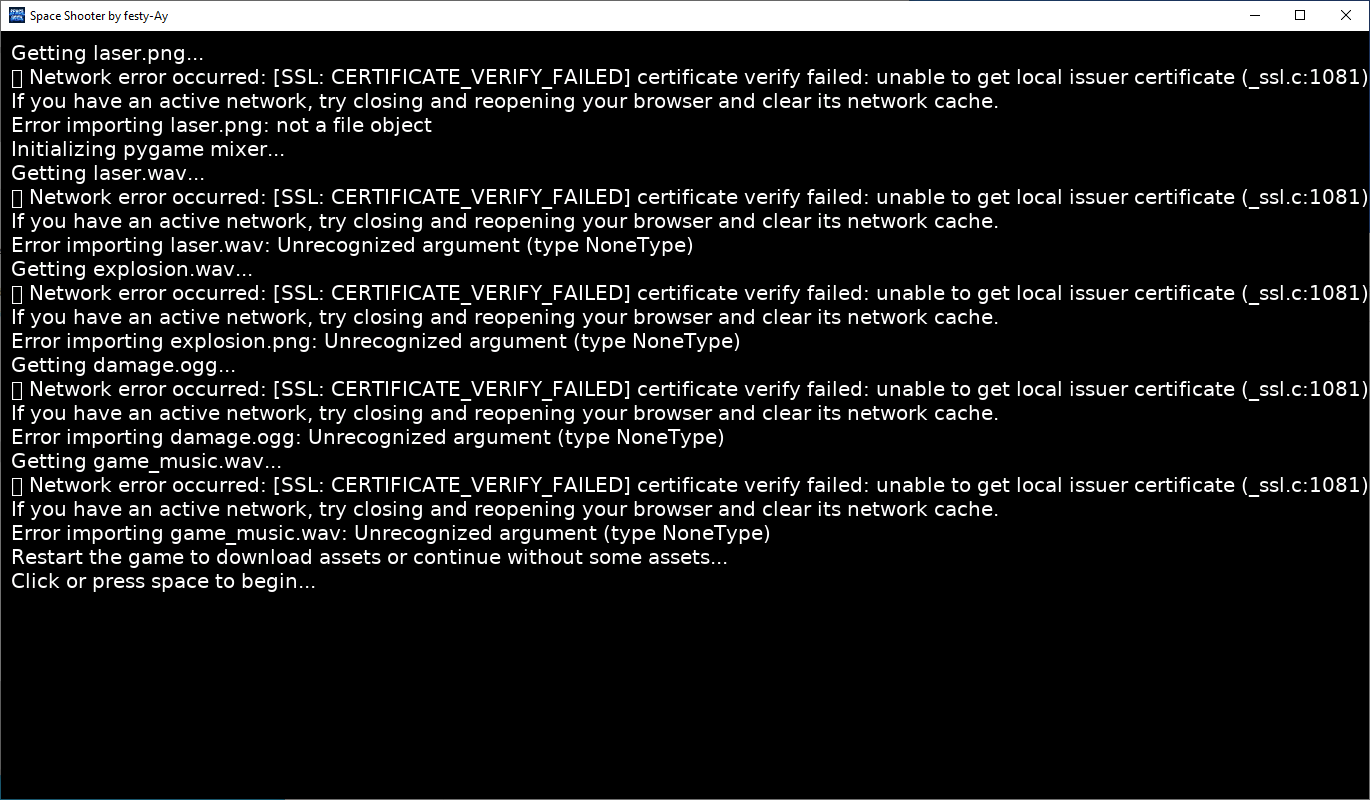 Space Shooter by festy-Ay
Getting laser.png...
▯ Network error occurred: [SSL: CERTIFICATE_VERIFY_FAILED] certificate verify failed: unable to get local issuer certificate (_ssl.c:1081)
If you have an active network, try closing and reopening your browser and clear its network cache.
Error importing laser.png: not a file object
Initializing pygame mixer...
Getting laser.wav...
▯ Network error occurred: [SSL: CERTIFICATE_VERIFY_FAILED] certificate verify failed: unable to get local issuer certificate (_ssl.c:1081)
If you have an active network, try closing and reopening your browser and clear its network cache.
Error importing laser.wav: Unrecognized argument (type NoneType)
Getting explosion.wav...
▯ Network error occurred: [SSL: CERTIFICATE_VERIFY_FAILED] certificate verify failed: unable to get local issuer certificate (_ssl.c:1081)
If you have an active network, try closing and reopening your browser and clear its network cache.
Error importing explosion.png: Unrecognized argument (type NoneType)
Getting damage.ogg...
▯ Network error occurred: [SSL: CERTIFICATE_VERIFY_FAILED] certificate verify failed: unable to get local issuer certificate (_ssl.c:1081)
If you have an active network, try closing and reopening your browser and clear its network cache.
Error importing damage.ogg: Unrecognized argument (type NoneType)
Getting game_music.wav...
▯ Network error occurred: [SSL: CERTIFICATE_VERIFY_FAILED] certificate verify failed: unable to get local issuer certificate (_ssl.c:1081)
If you have an active network, try closing and reopening your browser and clear its network cache.
Error importing game_music.wav: Unrecognized argument (type NoneType)
Restart the game to download assets or continue without some assets...
Click or press space to begin...